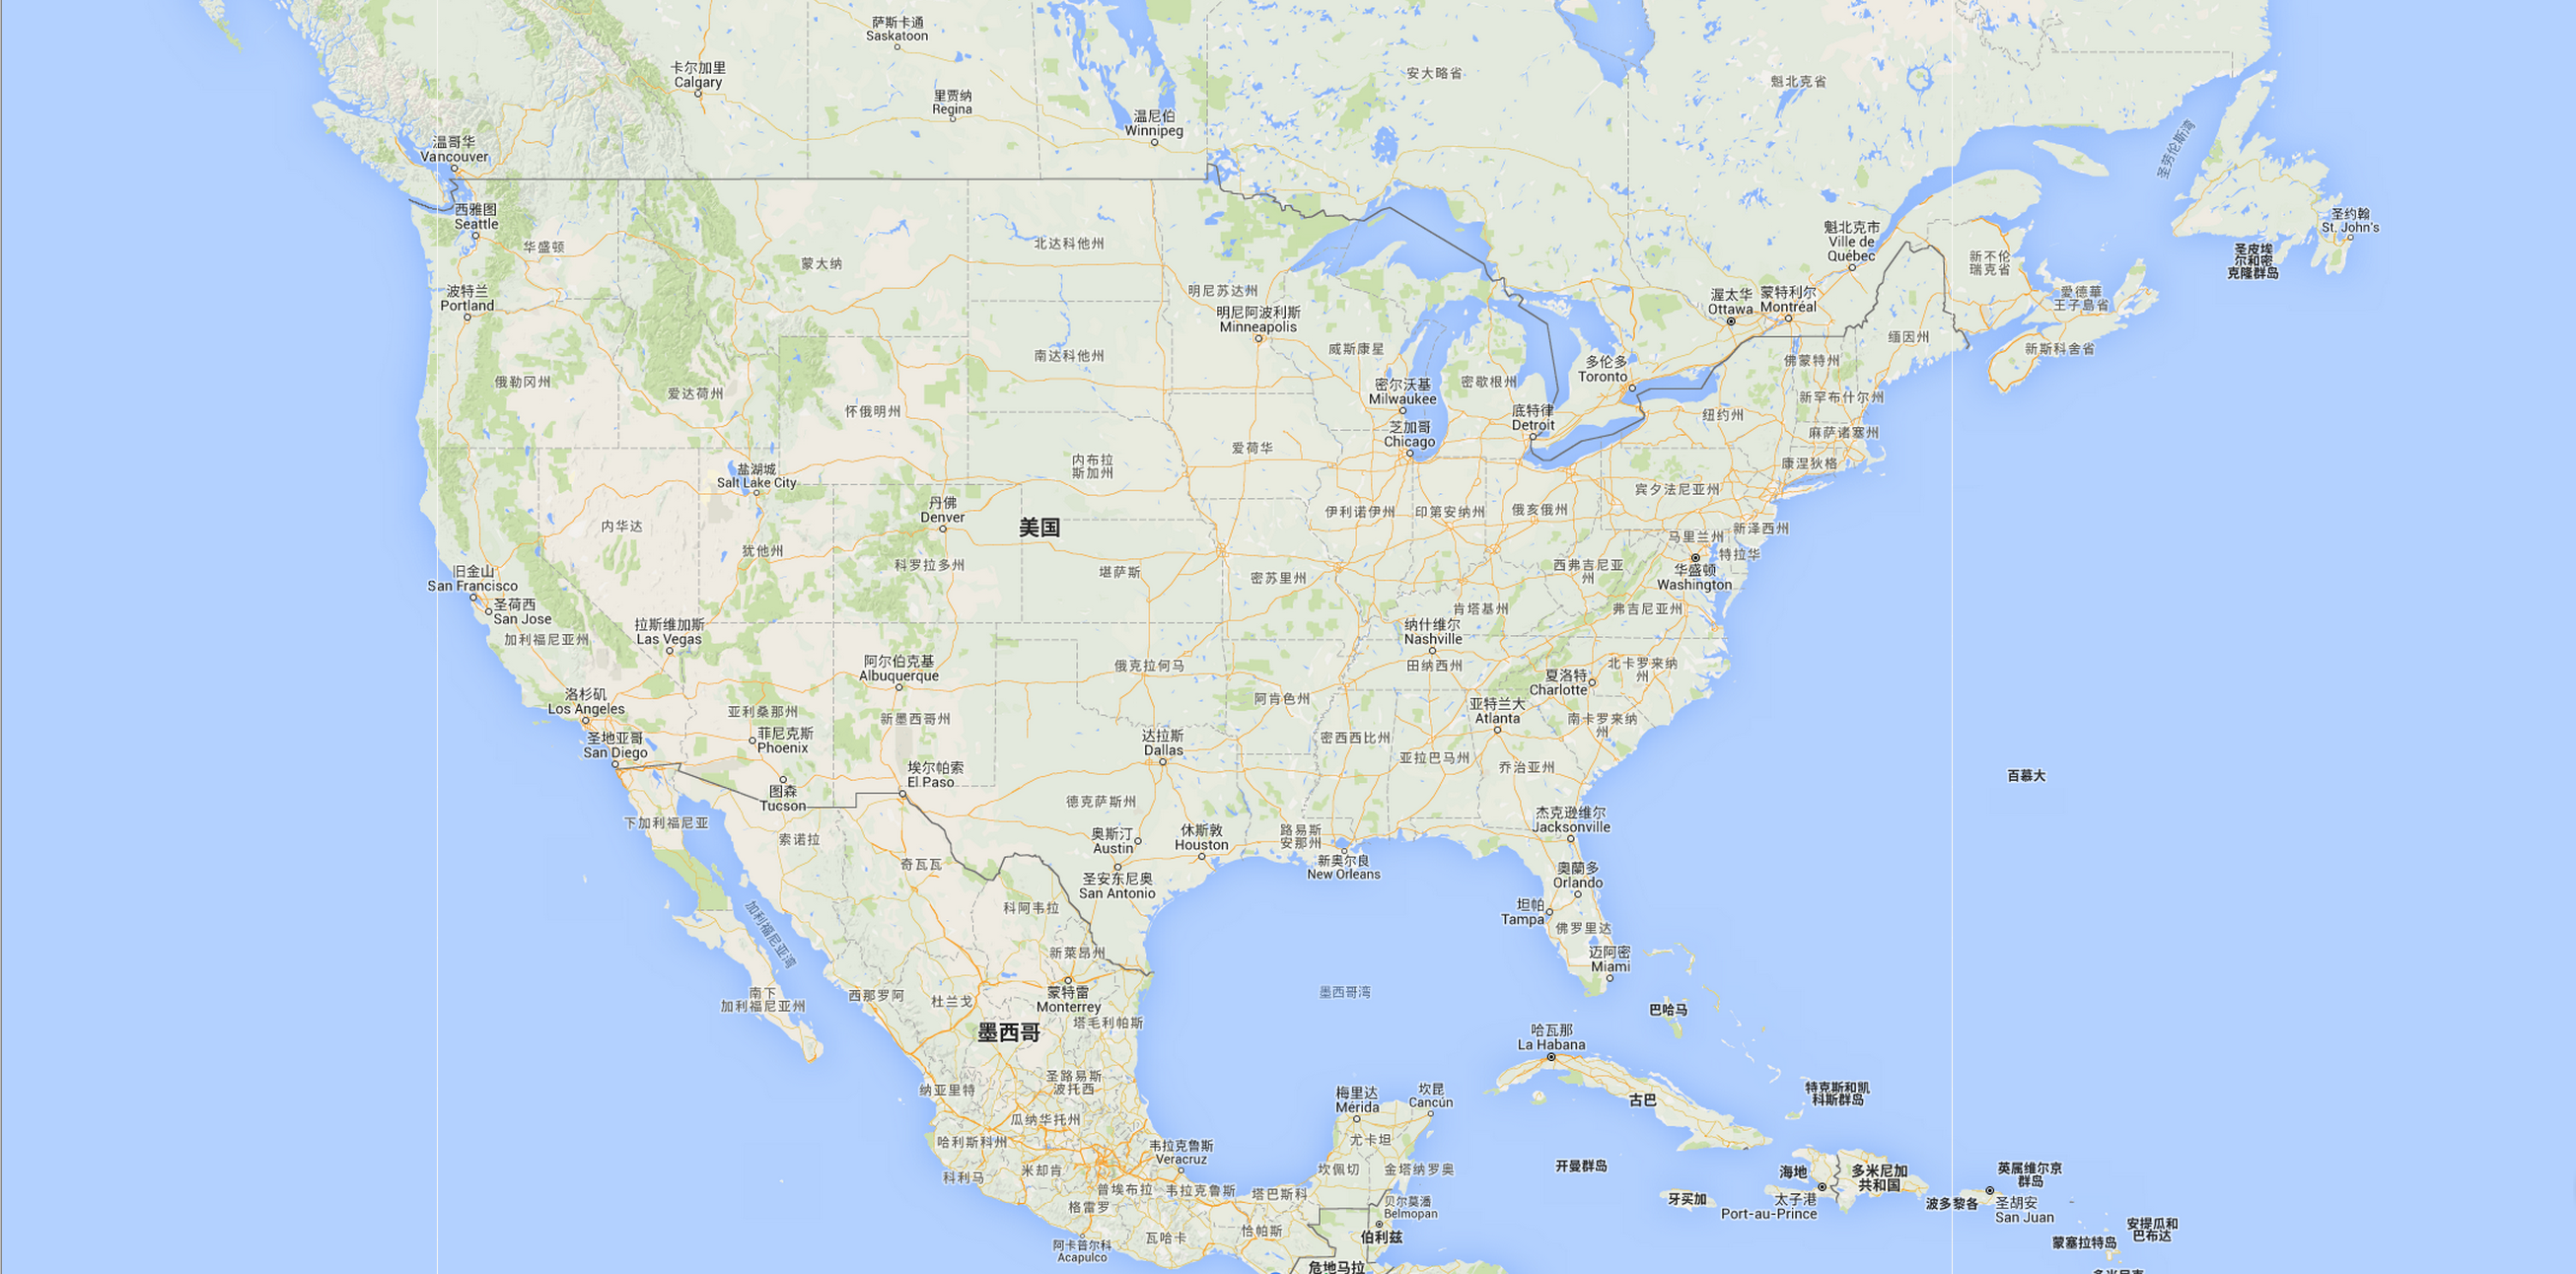 萨斯卡通
Saskatoon
卡尔加里
Calgary
安大略省
魁北克省
里贾纳
Regina
温尼伯
Winnipeg
温哥华
Vancouver
圣劳伦斯湾
西雅图
Seattle
华盛顿
北达科他州
蒙大纳
魁北克市
Ville de
Québec
圣约翰
St. John's
圣皮埃
尔和密
克隆群岛
新不伦
瑞克省
波特兰
Portland
明尼苏达州
明尼阿波利斯
Minneapolis
渥太华
Ottawa
蒙特利尔
Montréal
爱德華
王子島省
缅因州
南达科他州
威斯康星
多伦多
Toronto
佛蒙特州
新斯科舍省
俄勒冈州
爱达荷州
怀俄明州
密尔沃基
Milwaukee
密歇根州
新罕布什尔州
底特律
Detroit
纽约州
麻萨诸塞州
芝加哥
Chicago
爱荷华
内布拉
斯加州
康涅狄格
盐湖城
Salt Lake City
宾夕法尼亚州
丹佛
Denver
美国
内华达
伊利诺伊州
印第安纳州
俄亥俄州
新泽西州
马里兰州
特拉华
犹他州
科罗拉多州
堪萨斯
密苏里州
西弗吉尼亚
州
华盛顿
Washington
旧金山
San Francisco
圣荷西
San Jose
加利福尼亚州
拉斯维加斯
Las Vegas
肯塔基州
弗吉尼亚州
纳什维尔
Nashville
田纳西州
阿尔伯克基
Albuquerque
俄克拉何马
北卡罗来纳
州
夏洛特
Charlotte
洛杉矶
Los Angeles
亚利桑那州
新墨西哥州
阿肯色州
亚特兰大
Atlanta
南卡罗来纳
州
圣地亚哥
San Diego
菲尼克斯
Phoenix
达拉斯
Dallas
密西西比州
亚拉巴马州
乔治亚州
百慕大
埃尔帕索
El Paso
图森
Tucson
德克萨斯州
下加利福尼亚
索诺拉
奇瓦瓦
奥斯汀
Austin
休斯敦
Houston
路易斯
安那州
新奥尔良
New Orleans
杰克逊维尔
Jacksonville
圣安东尼奥
San Antonio
奥蘭多
Orlando
科阿韦拉
加利福尼亚湾
坦帕
Tampa
佛罗里达
新莱昂州
迈阿密
Miami
南下
加利福尼亚州
西那罗阿
杜兰戈
蒙特雷
Monterrey
墨西哥湾
巴哈马
墨西哥
塔毛利帕斯
哈瓦那
La Habana
纳亚里特
圣路易斯
波托西
梅里达
Mérida
坎昆
Cancún
古巴
特克斯和凯
科斯群岛
瓜纳华托州
哈利斯科州
韦拉克鲁斯
Veracruz
尤卡坦
科利马
米却肯
坎佩切
金塔纳罗奥
开曼群岛
海地
多米尼加
共和国
英属维尔京
群岛
普埃布拉
韦拉克鲁斯
塔巴斯科
牙买加
太子港
Port-au-Prince
波多黎各
圣胡安
San Juan
格雷罗
贝尔莫潘
Belmopan
伯利兹
瓦哈卡
恰帕斯
安提瓜和
巴布达
蒙塞拉特岛
阿卡普尔科
Acapulco
危地马拉